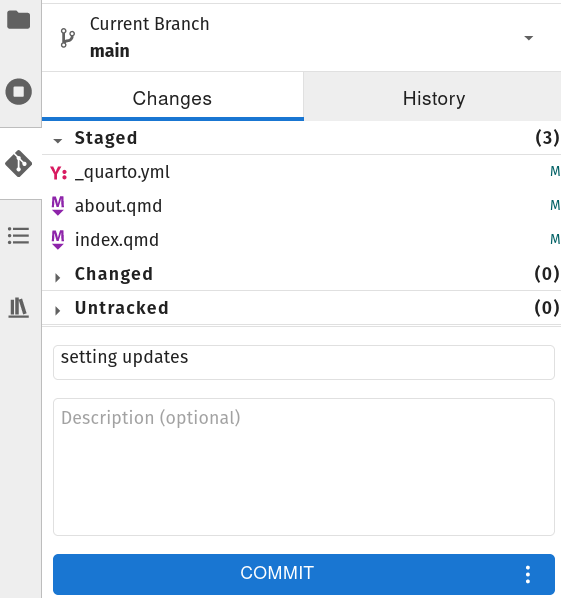 Current Branch
main
Changes
History
Staged (3)
Y: _quarto.yml M
M about.qmd M
M index.qmd M
Changed (0)
Untracked (0)
setting updates
Description (optional)
COMMIT